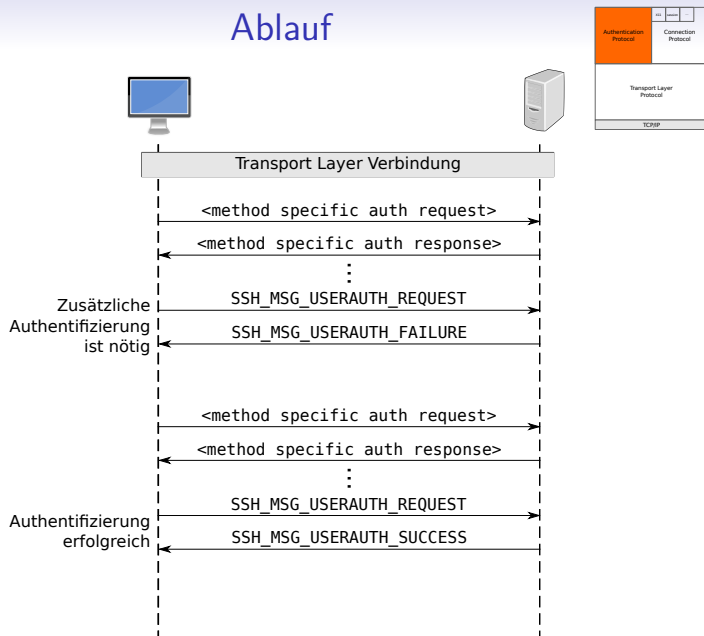 Ablauf
SSH
session
...
Authentication
Protocol
Connection
Protocol
Transport Layer
Protocol
TCP/IP
Transport Layer Verbindung
<method specific auth request>
<method specific auth response>
⋮
SSH_MSG_USERAUTH_REQUEST
Zusätzliche
Authentifizierung
ist nötig
SSH_MSG_USERAUTH_FAILURE
<method specific auth request>
<method specific auth response>
⋮
SSH_MSG_USERAUTH_REQUEST
Authentifizierung
erfolgreich
SSH_MSG_USERAUTH_SUCCESS